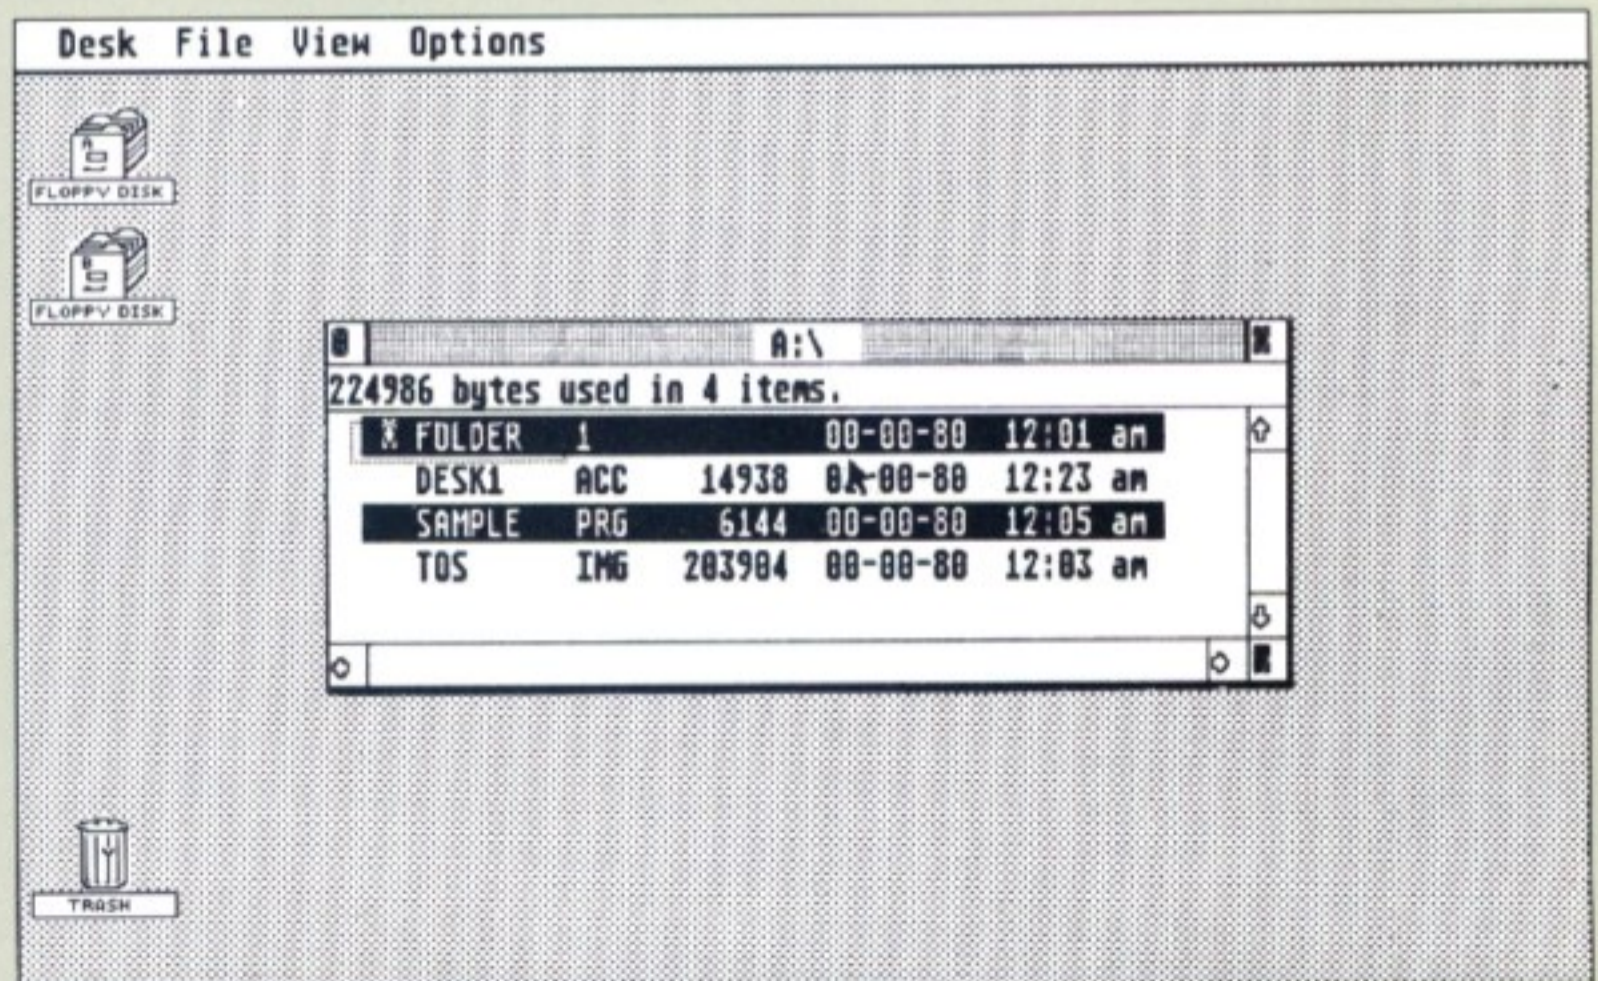 Desk File View Options
A
FLOPPY DISK
B
FLOPPY DISK
A:\
224986 bytes used in 4 items.
FOLDER 1 00-00-80 12:01 am
DESK1 ACC 14938 12:23 am
SAMPLE PRG 6144 00-00-80 12:05 am
TOS IMG 203904 00-00-80 12:03 am
TRASH